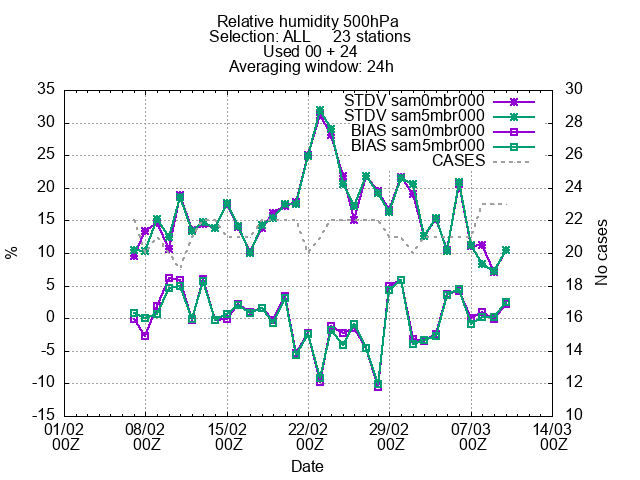 Relative humidity 500hPa
Selection: ALL 23 stations
Used 00 + 24
Averaging window: 24h
STDV sam0mbr000
STDV sam5mbr000
BIAS sam0mbr000
BIAS sam5mbr000
CASES
35
30
25
20
15
10
5
0
-5
-10
-15
%
30
28
26
24
22
20
18
16
14
12
10
No cases
01/02 08/02 15/02 22/02 29/02 07/03 14/03
00Z 00Z 00Z 00Z 00Z 00Z 00Z
Date